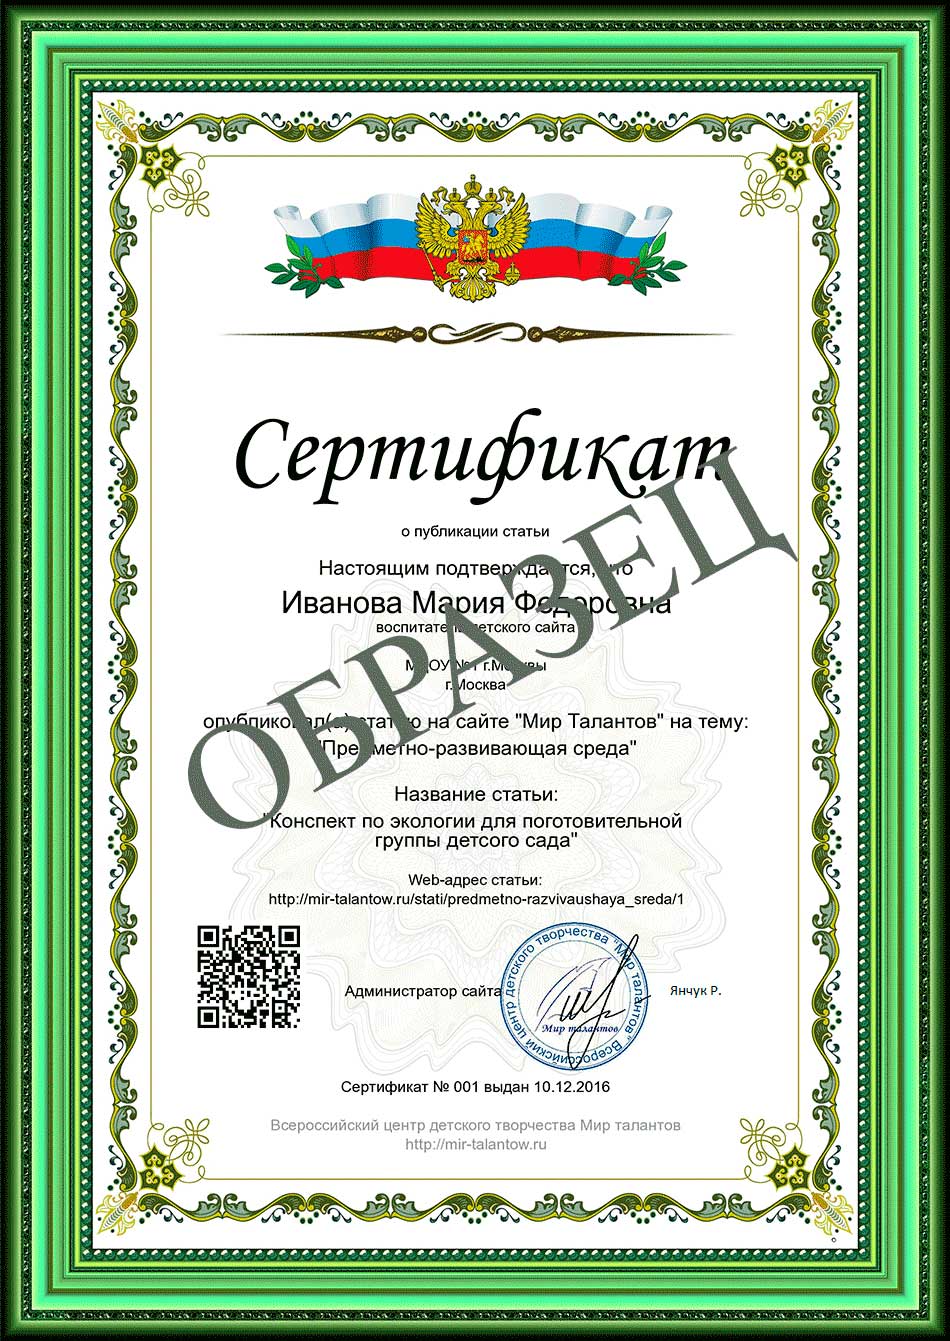 Сертификат
о публикации статьи
Настоящим подтверждается, что
Иванова Мария Федоровна
воспитатель детского сайта
МДОУ №1 г.Москвы
г.Москва
опубликовал(а) статью на сайте "Мир Талантов" на тему:
"Предметно-развивающая среда"
ОБРАЗЕЦ
Название статьи:
"Конспект по экологии для поготовительной
группы детсого сада"
Web-адрес статьи:
http://mir-talantow.ru/stati/predmetno-razvivaushaya_sreda/1
Администратор сайта
Всероссийский центр детского творчества "Мир талантов"
Мир талантов
Янчук Р.
Сертификат № 001 выдан 10.12.2016
Всероссийский центр детского творчества Мир талантов
http://mir-talantow.ru